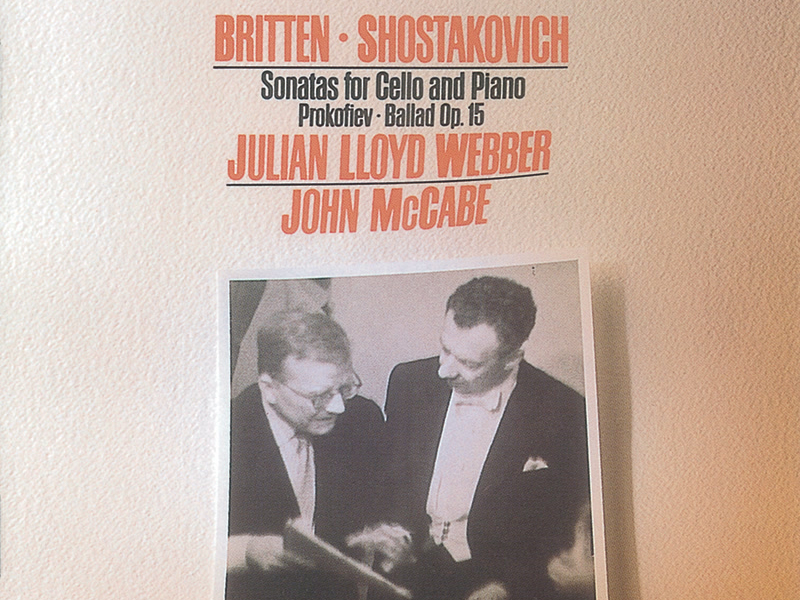 BRITTEN · SHOSTAKOVICH
Sonatas for Cello and Piano
Prokofiev · Ballad Op. 15
JULIAN LLOYD WEBBER
JOHN McCABE